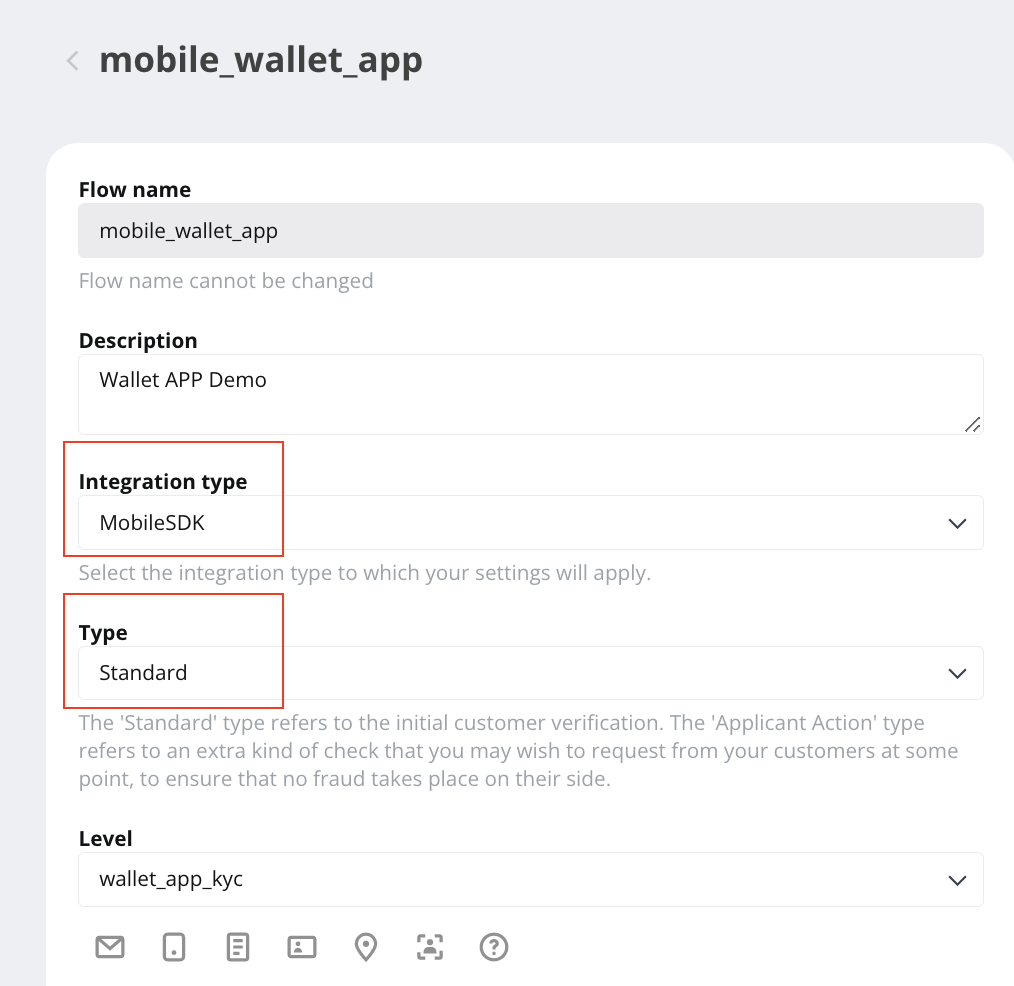 mobile_wallet_app
Flow name
mobile_wallet_app
Flow name cannot be changed
Description
Wallet APP Demo
Integration type
MobileSDK
Select the integration type to which your settings will apply.
Type
Standard
The 'Standard' type refers to the initial customer verification. The 'Applicant Action' type
refers to an extra kind of check that you may wish to request from your customers at some
point, to ensure that no fraud takes place on their side.
Level
wallet_app_kyc